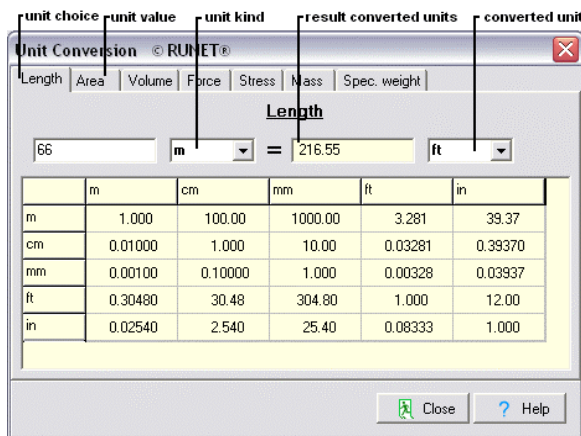 unit choice unit value unit kind result converted units converted unit
Unit Conversion © RUNET®
Length Area Volume Force Stress Mass Spec. weight
Length
66 m = 216.55 ft
m cm mm ft in
m 1.000 100.00 1000.00 3.281 39.37
cm 0.01000 1.000 10.00 0.03281 0.39370
mm 0.00100 0.10000 1.000 0.00328 0.03937
ft 0.30480 30.48 304.80 1.000 12.00
in 0.02540 2.540 25.40 0.08333 1.000
Close ? Help